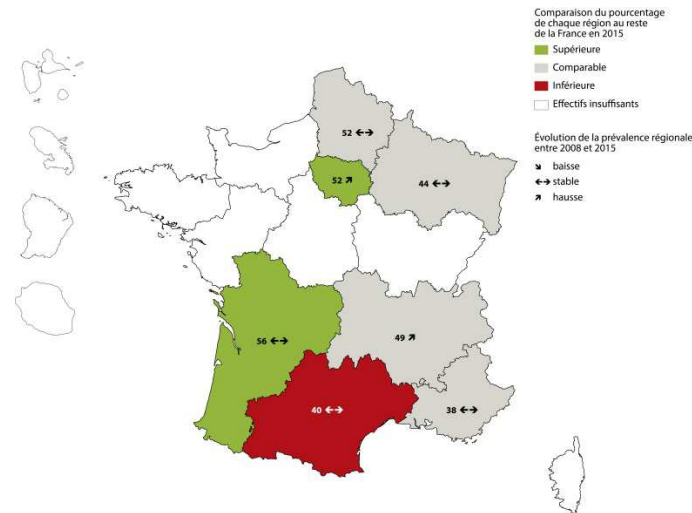 Comparaison du pourcentage
de chaque région au reste
de la France en 2015
Supérieure
Comparable
Inférieure
Effectifs insuffisants
Évolution de la prévalence régionale
entre 2008 et 2015
↘ baisse
↔ stable
↗ hausse
52 ↔
52 ↗
44 ↔
56 ↔
49 ↗
40 ↔
38 ↔